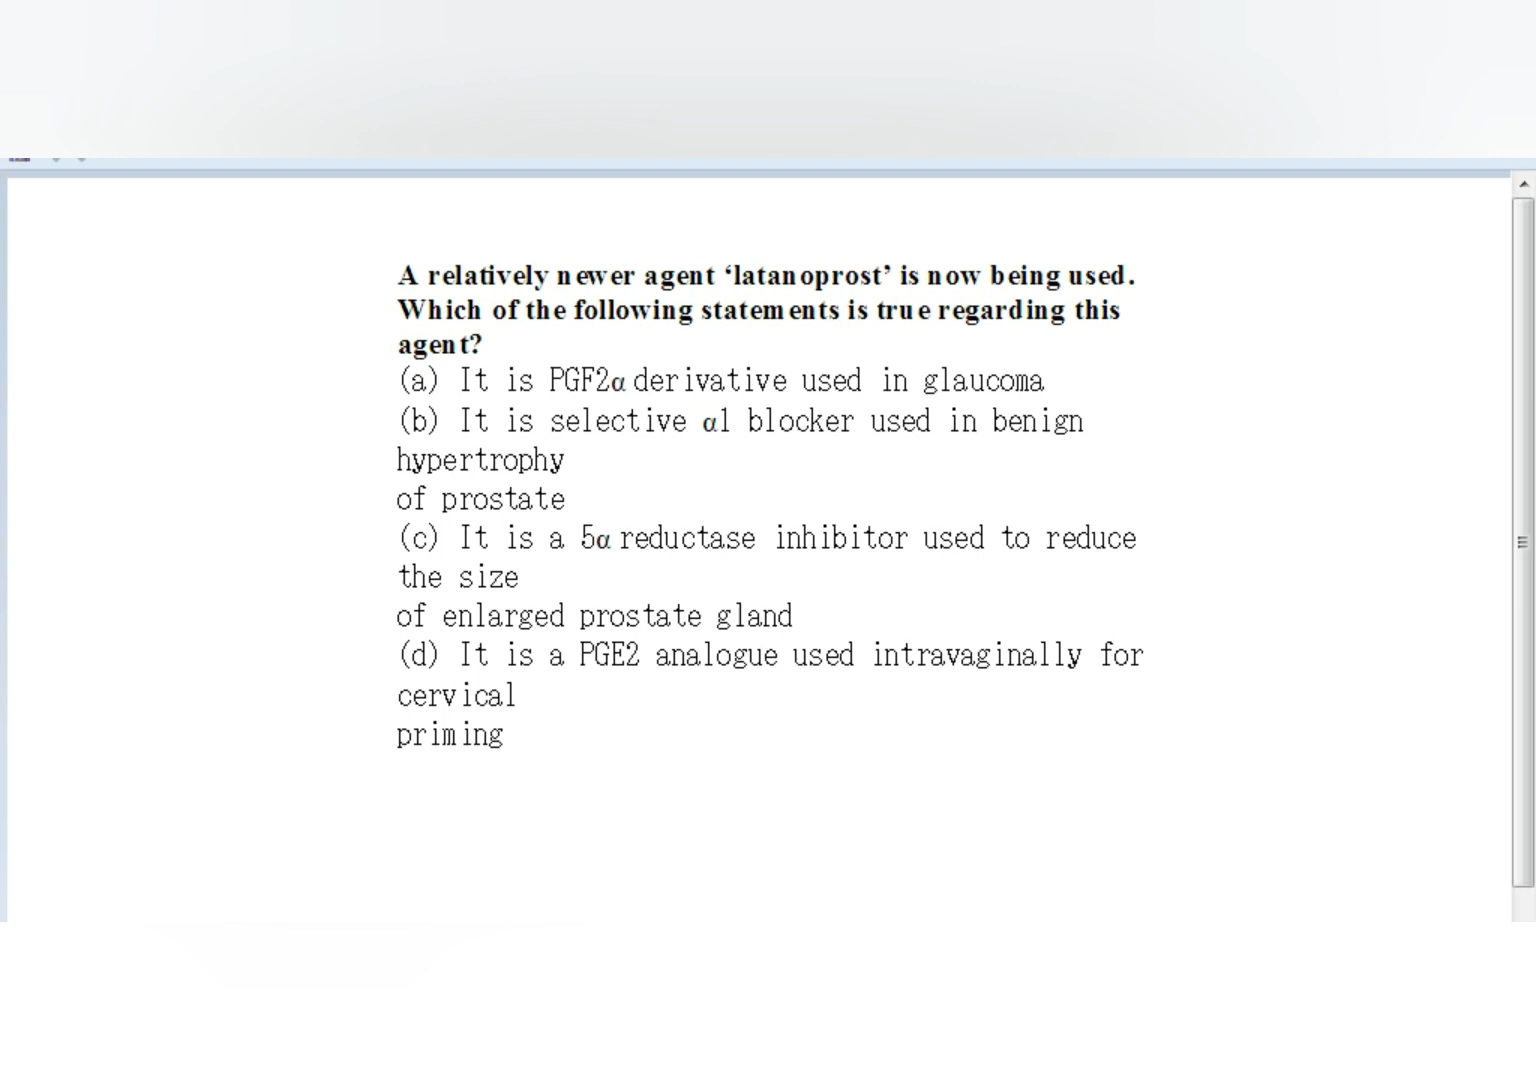 A relatively newer agent ‘latanoprost’ is now being used.
Which of the following statements is true regarding this
agent?
(a) It is PGF2α derivative used in glaucoma
(b) It is selective α1 blocker used in benign
hypertrophy
of prostate
(c) It is a 5α reductase inhibitor used to reduce
the size
of enlarged prostate gland
(d) It is a PGE2 analogue used intravaginally for
cervical
priming